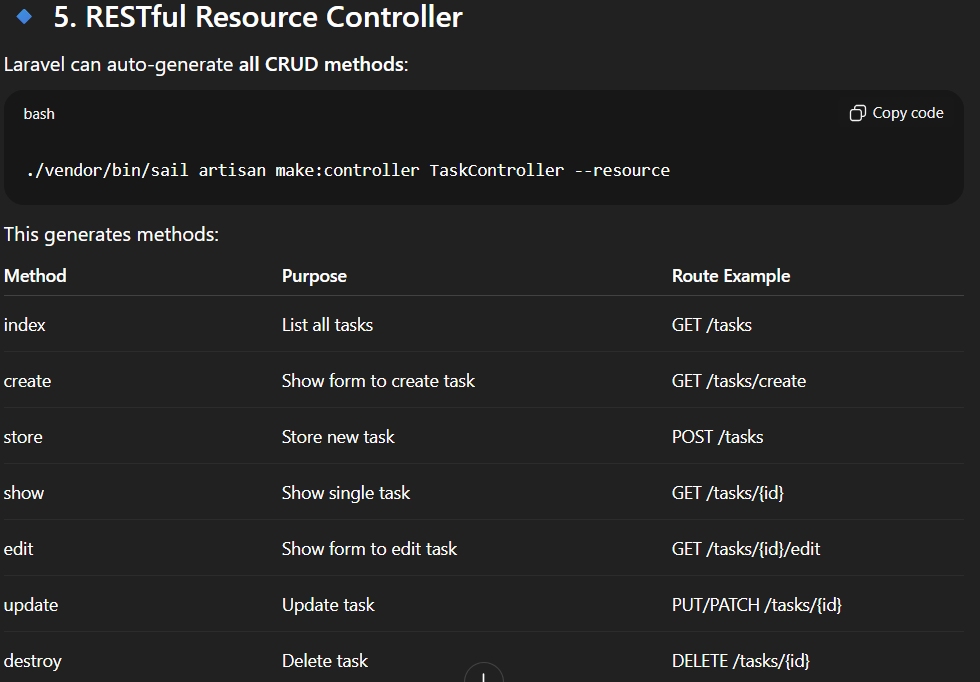 5. RESTful Resource Controller
Laravel can auto-generate all CRUD methods:
bash
Copy code
./vendor/bin/sail artisan make:controller TaskController --resource
This generates methods:
Method Purpose Route Example
index List all tasks GET /tasks
create Show form to create task GET /tasks/create
store Store new task POST /tasks
show Show single task GET /tasks/{id}
edit Show form to edit task GET /tasks/{id}/edit
update Update task PUT/PATCH /tasks/{id}
destroy Delete task DELETE /tasks/{id}